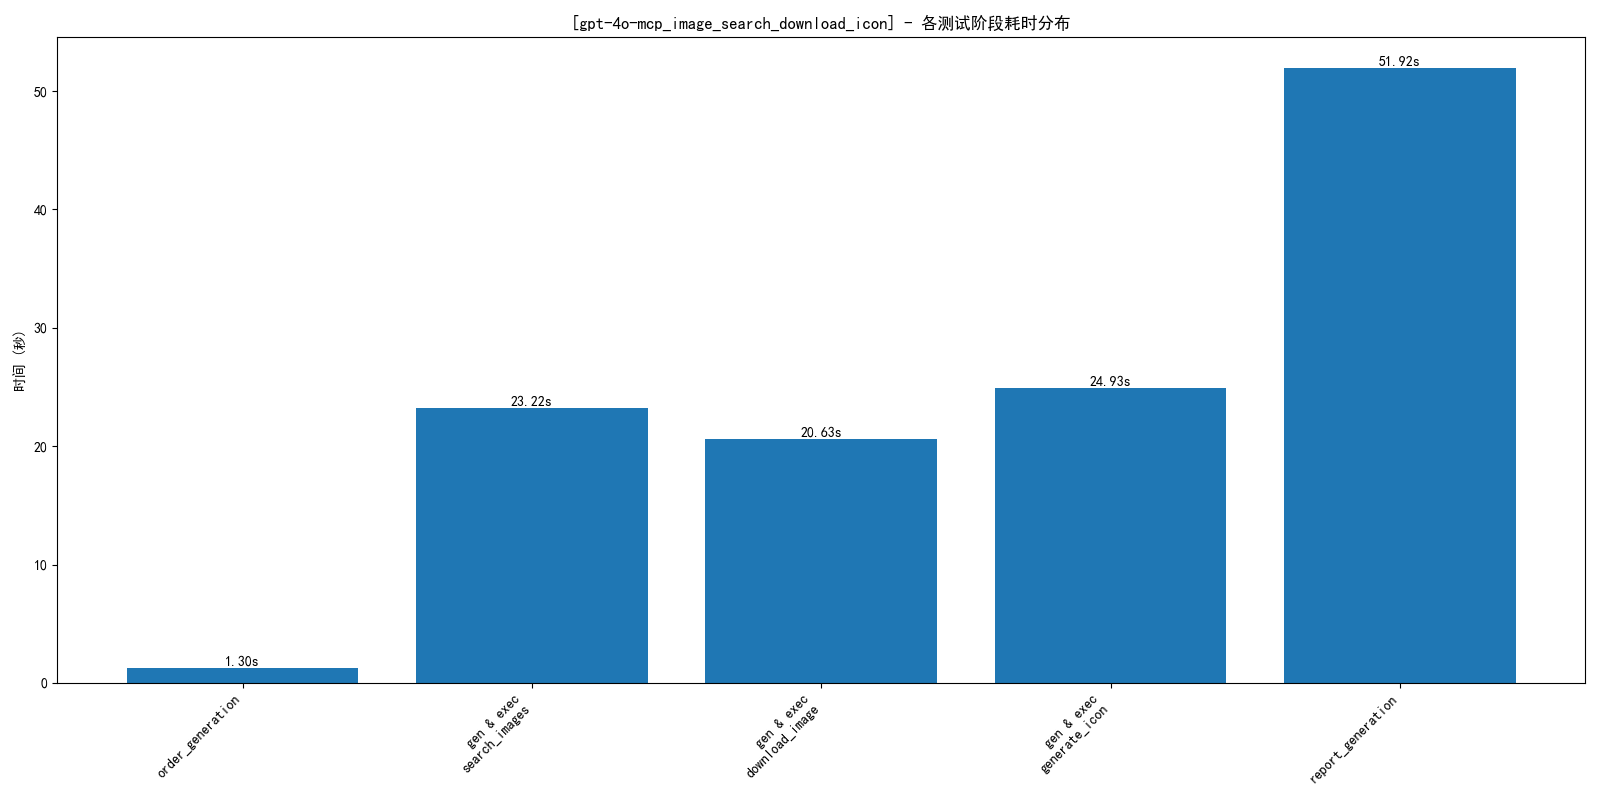 [gpt-4o-mcp_image_search_download_icon] - 各测试阶段耗时分布
时间 (秒)
50
40
30
20
10
0
1.30s
23.22s
20.63s
24.93s
51.92s
order_generation
gen & exec
search_images
gen & exec
download_image
gen & exec
generate_icon
report_generation